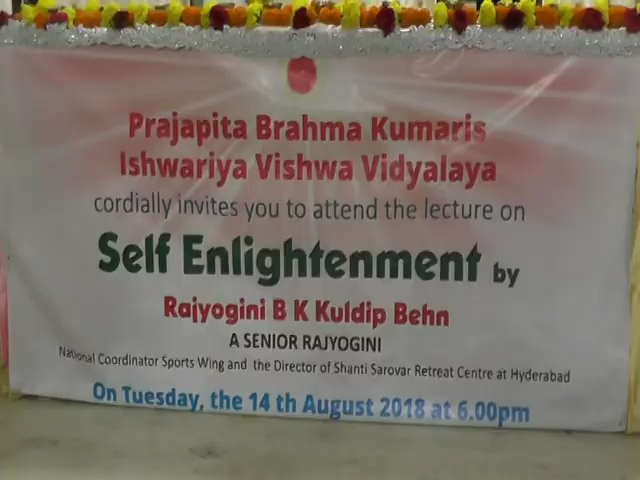 Prajapita Brahma Kumaris
Ishwariya Vishwa Vidyalaya
cordially invites you to attend the lecture on
Self Enlightenment by
Rajyogini B K Kuldip Behn
A SENIOR RAJYOGINI
National Coordinator Sports Wing and the Director of Shanti Sarovar Retreat Centre at Hyderabad
On Tuesday, the 14 th August 2018 at 6.00pm